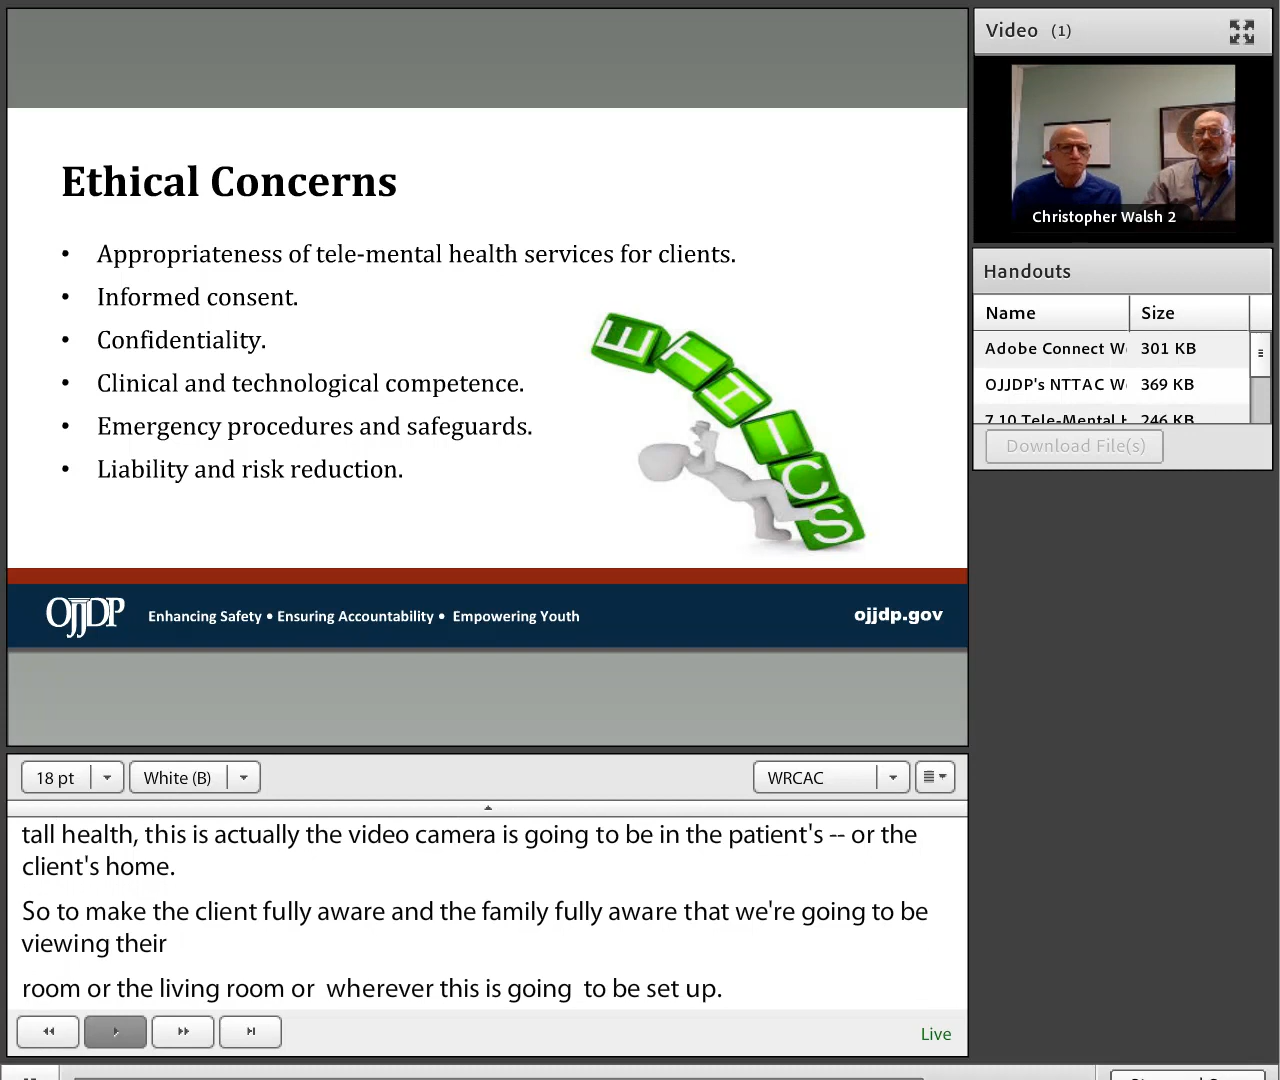 Ethical Concerns
• Appropriateness of tele-mental health services for clients.
• Informed consent.
• Confidentiality.
• Clinical and technological competence.
• Emergency procedures and safeguards.
• Liability and risk reduction.
ETHICS
OJJDP
Enhancing Safety • Ensuring Accountability • Empowering Youth
ojjdp.gov
18 pt
White (B)
WRCAC
tall health, this is actually the video camera is going to be in the patient's -- or the
client's home.
So to make the client fully aware and the family fully aware that we're going to be
viewing their
room or the living room or wherever this is going to be set up.
Live
Video (1)
Christopher Walsh 2
Handouts
Name Size
Adobe Connect W 301 KB
OJJDP's NTTAC W 369 KB
7.10 Tele-Mental 246 KB
Download File(s)